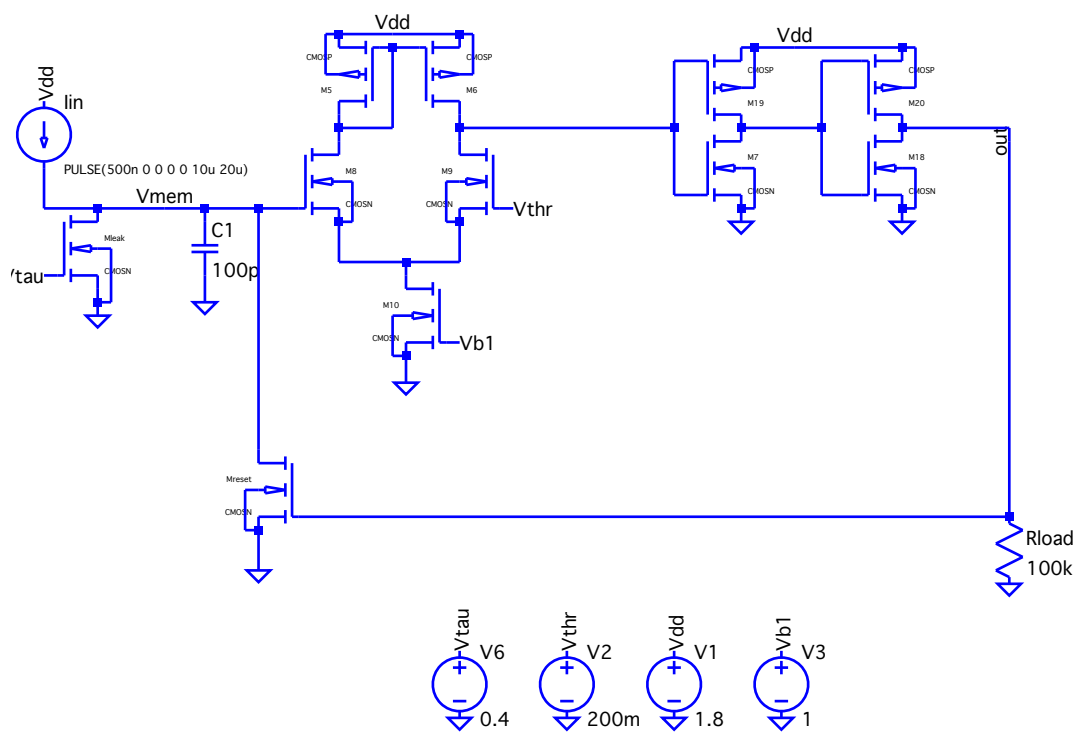 Vdd
Vdd
CMOSP
CMOSP
M5
M6
CMOSP
CMOSP
M19
M20
Vdd
Iin
PULSE(500n 0 0 0 0 10u 20u)
out
M8
M9
M7
M18
CMOSN
CMOSN
CMOSN
CMOSN
Vmem
Vthr
Mleak
C1
CMOSN
100p
Vtau
M10
CMOSN
Vb1
Mreset
CMOSN
Rload
100k
Vtau
Vthr
Vdd
Vb1
V6
V2
V1
V3
0.4
200m
1.8
1